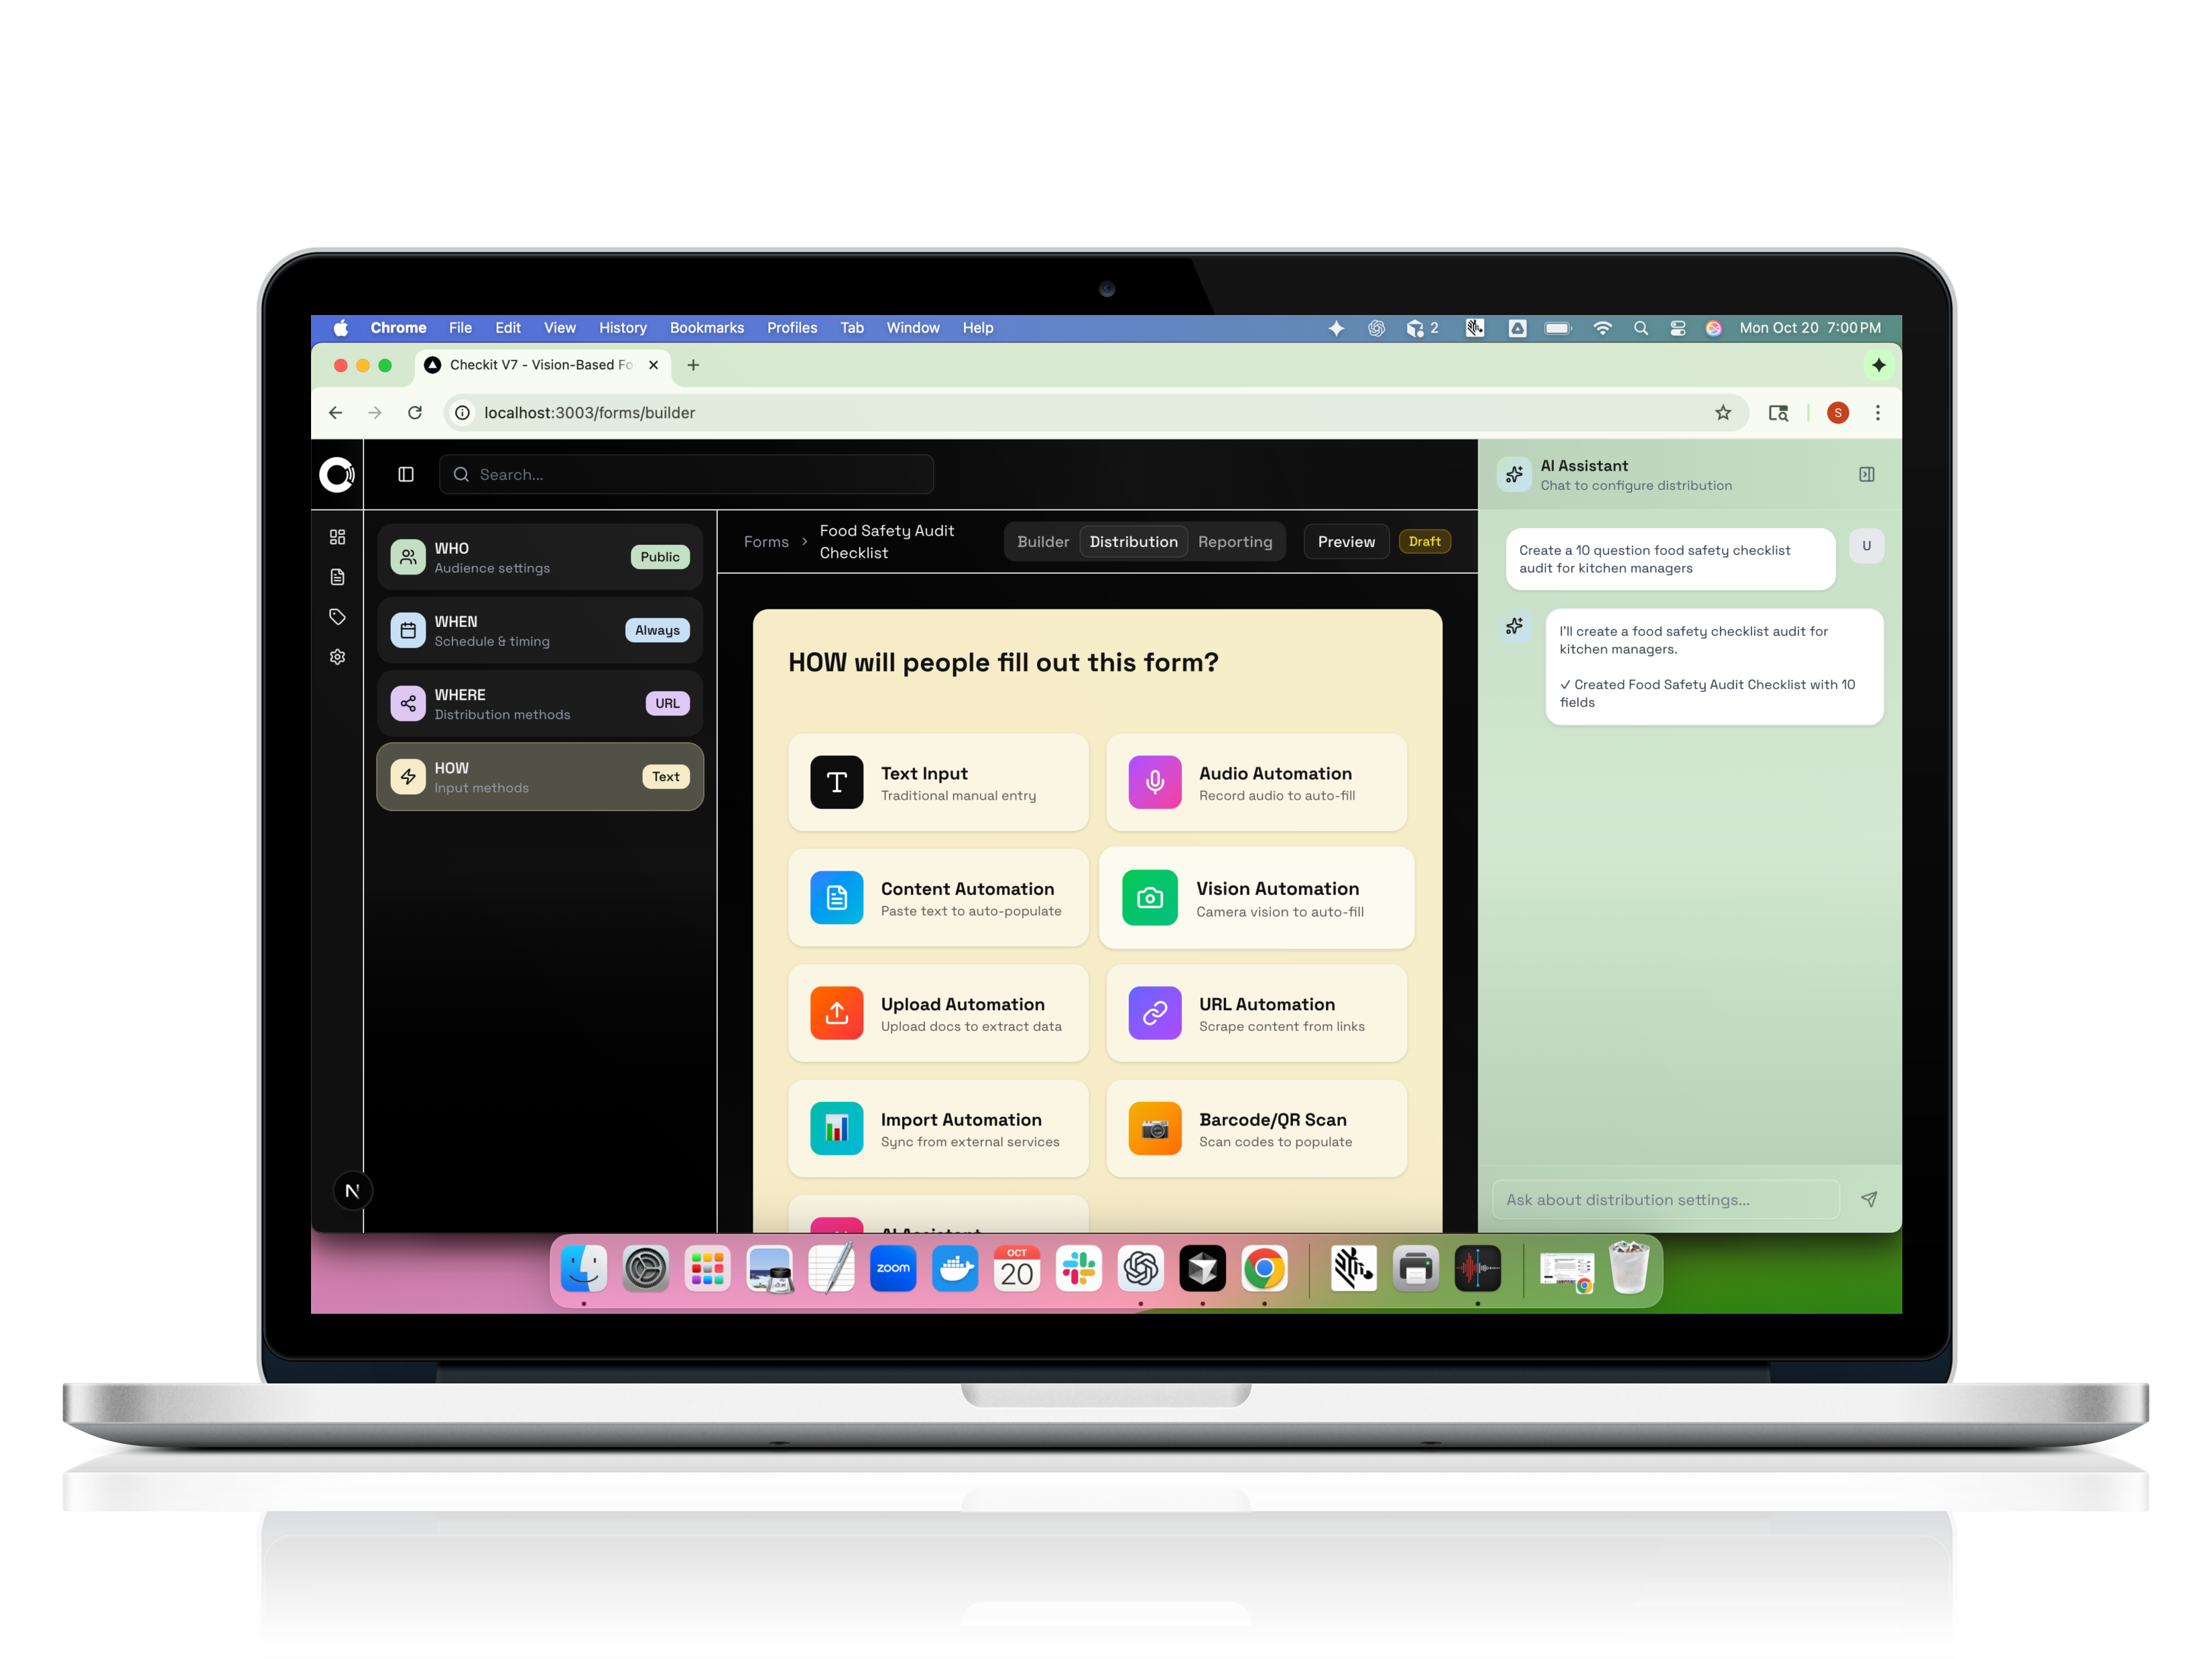 Chrome File Edit View History Bookmarks Profiles Tab Window Help 2 Mon Oct 20 7:00 PM
Checkit V7 - Vision-Based Fo
localhost:3003/forms/builder
S
Search...
Forms > Food Safety Audit
Checklist
Builder Distribution Reporting Preview Draft
WHO
Audience settings
Public
WHEN
Schedule & timing
Always
WHERE
Distribution methods
URL
HOW
Input methods
Text
N
HOW will people fill out this form?
Text Input
Traditional manual entry
Audio Automation
Record audio to auto-fill
Content Automation
Paste text to auto-populate
Vision Automation
Camera vision to auto-fill
Upload Automation
Upload docs to extract data
URL Automation
Scrape content from links
Import Automation
Sync from external services
Barcode/QR Scan
Scan codes to populate
AI Assistant
AI Assistant
Chat to configure distribution
Create a 10 question food safety checklist
audit for kitchen managers
U
I'll create a food safety checklist audit for
kitchen managers.
✓ Created Food Safety Audit Checklist with 10
fields
Ask about distribution settings...
zoom
OCT
20